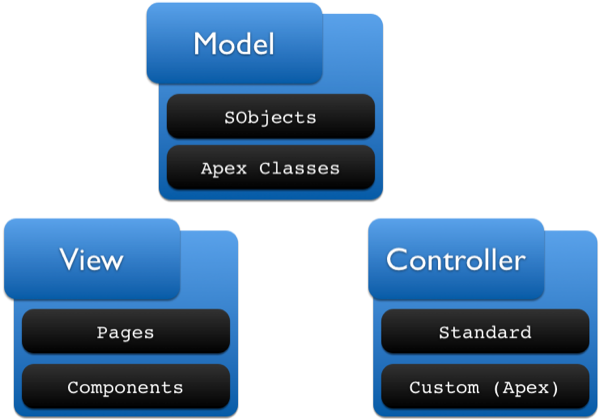 Model
SObjects
Apex Classes
View
Pages
Components
Controller
Standard
Custom (Apex)